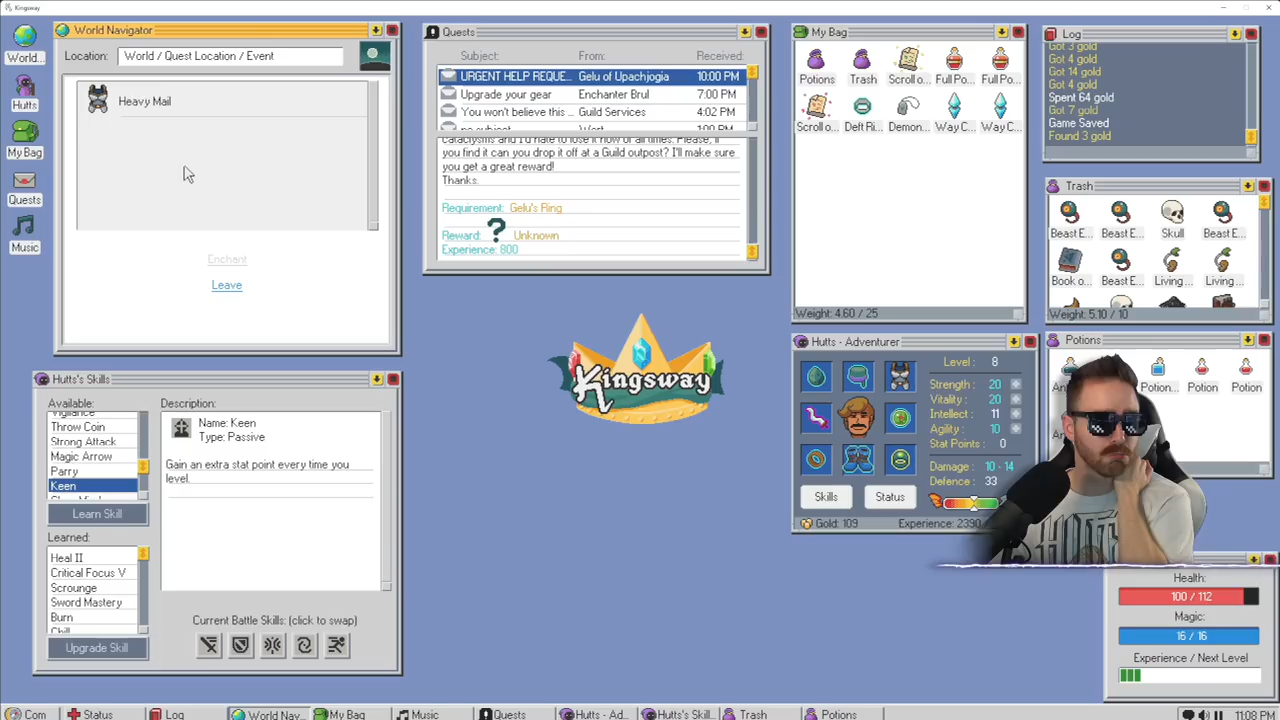 Kingsway
World Navigator
Location: World / Quest Location / Event
Heavy Mail
Enchant
Leave
World...
Hutts
My Bag
Quests
Music
Quests
Subject: From: Received:
URGENT HELP REQUE... Gelu of Upachjogia 10:00 PM
Upgrade your gear Enchanter Brul 7:00 PM
You won't believe this ... Guild Services 4:02 PM
you find it can you drop it off at a Guild outpost? I'll make sure
you get a great reward!
Thanks.
Requirement: Gelu's Ring
Reward: ? Unknown
Experience: 800
My Bag
Potions Trash Scroll o... Full Po... Full Po...
Scroll o... Deft Ri... Demon... Way C... Way C...
Weight: 4.60 / 25
Log
Got 3 gold
Got 4 gold
Got 14 gold
Got 4 gold
Spent 64 gold
Got 7 gold
Game Saved
Found 3 gold
Trash
Beast E... Beast E... Skull Beast E...
Book o... Beast E... Living ... Living ...
Weight: 5.10 / 10
Potions
Potion... Potion Potion
Hutts - Adventurer
Level: 8
Strength: 20
Vitality: 20
Intellect: 11
Agility: 10
Stat Points: 0
Damage: 10 - 14
Defence: 33
Skills Status
Gold: 109 Experience: 2390
Kingsway
Hutts's Skills
Available:
Vigilance
Throw Coin
Strong Attack
Magic Arrow
Parry
Keen
Learn Skill
Learned:
Heal II
Critical Focus V
Scrounge
Sword Mastery
Burn
Chill
Upgrade Skill
Description:
Name: Keen
Type: Passive
Gain an extra stat point every time you
level.
Current Battle Skills: (click to swap)
Health:
100 / 112
Magic:
16 / 16
Experience / Next Level
Com Status Log World Nav... My Bag Music Quests Hutts - Ad... Hutts's Skill... Trash Potions 11:08 PM